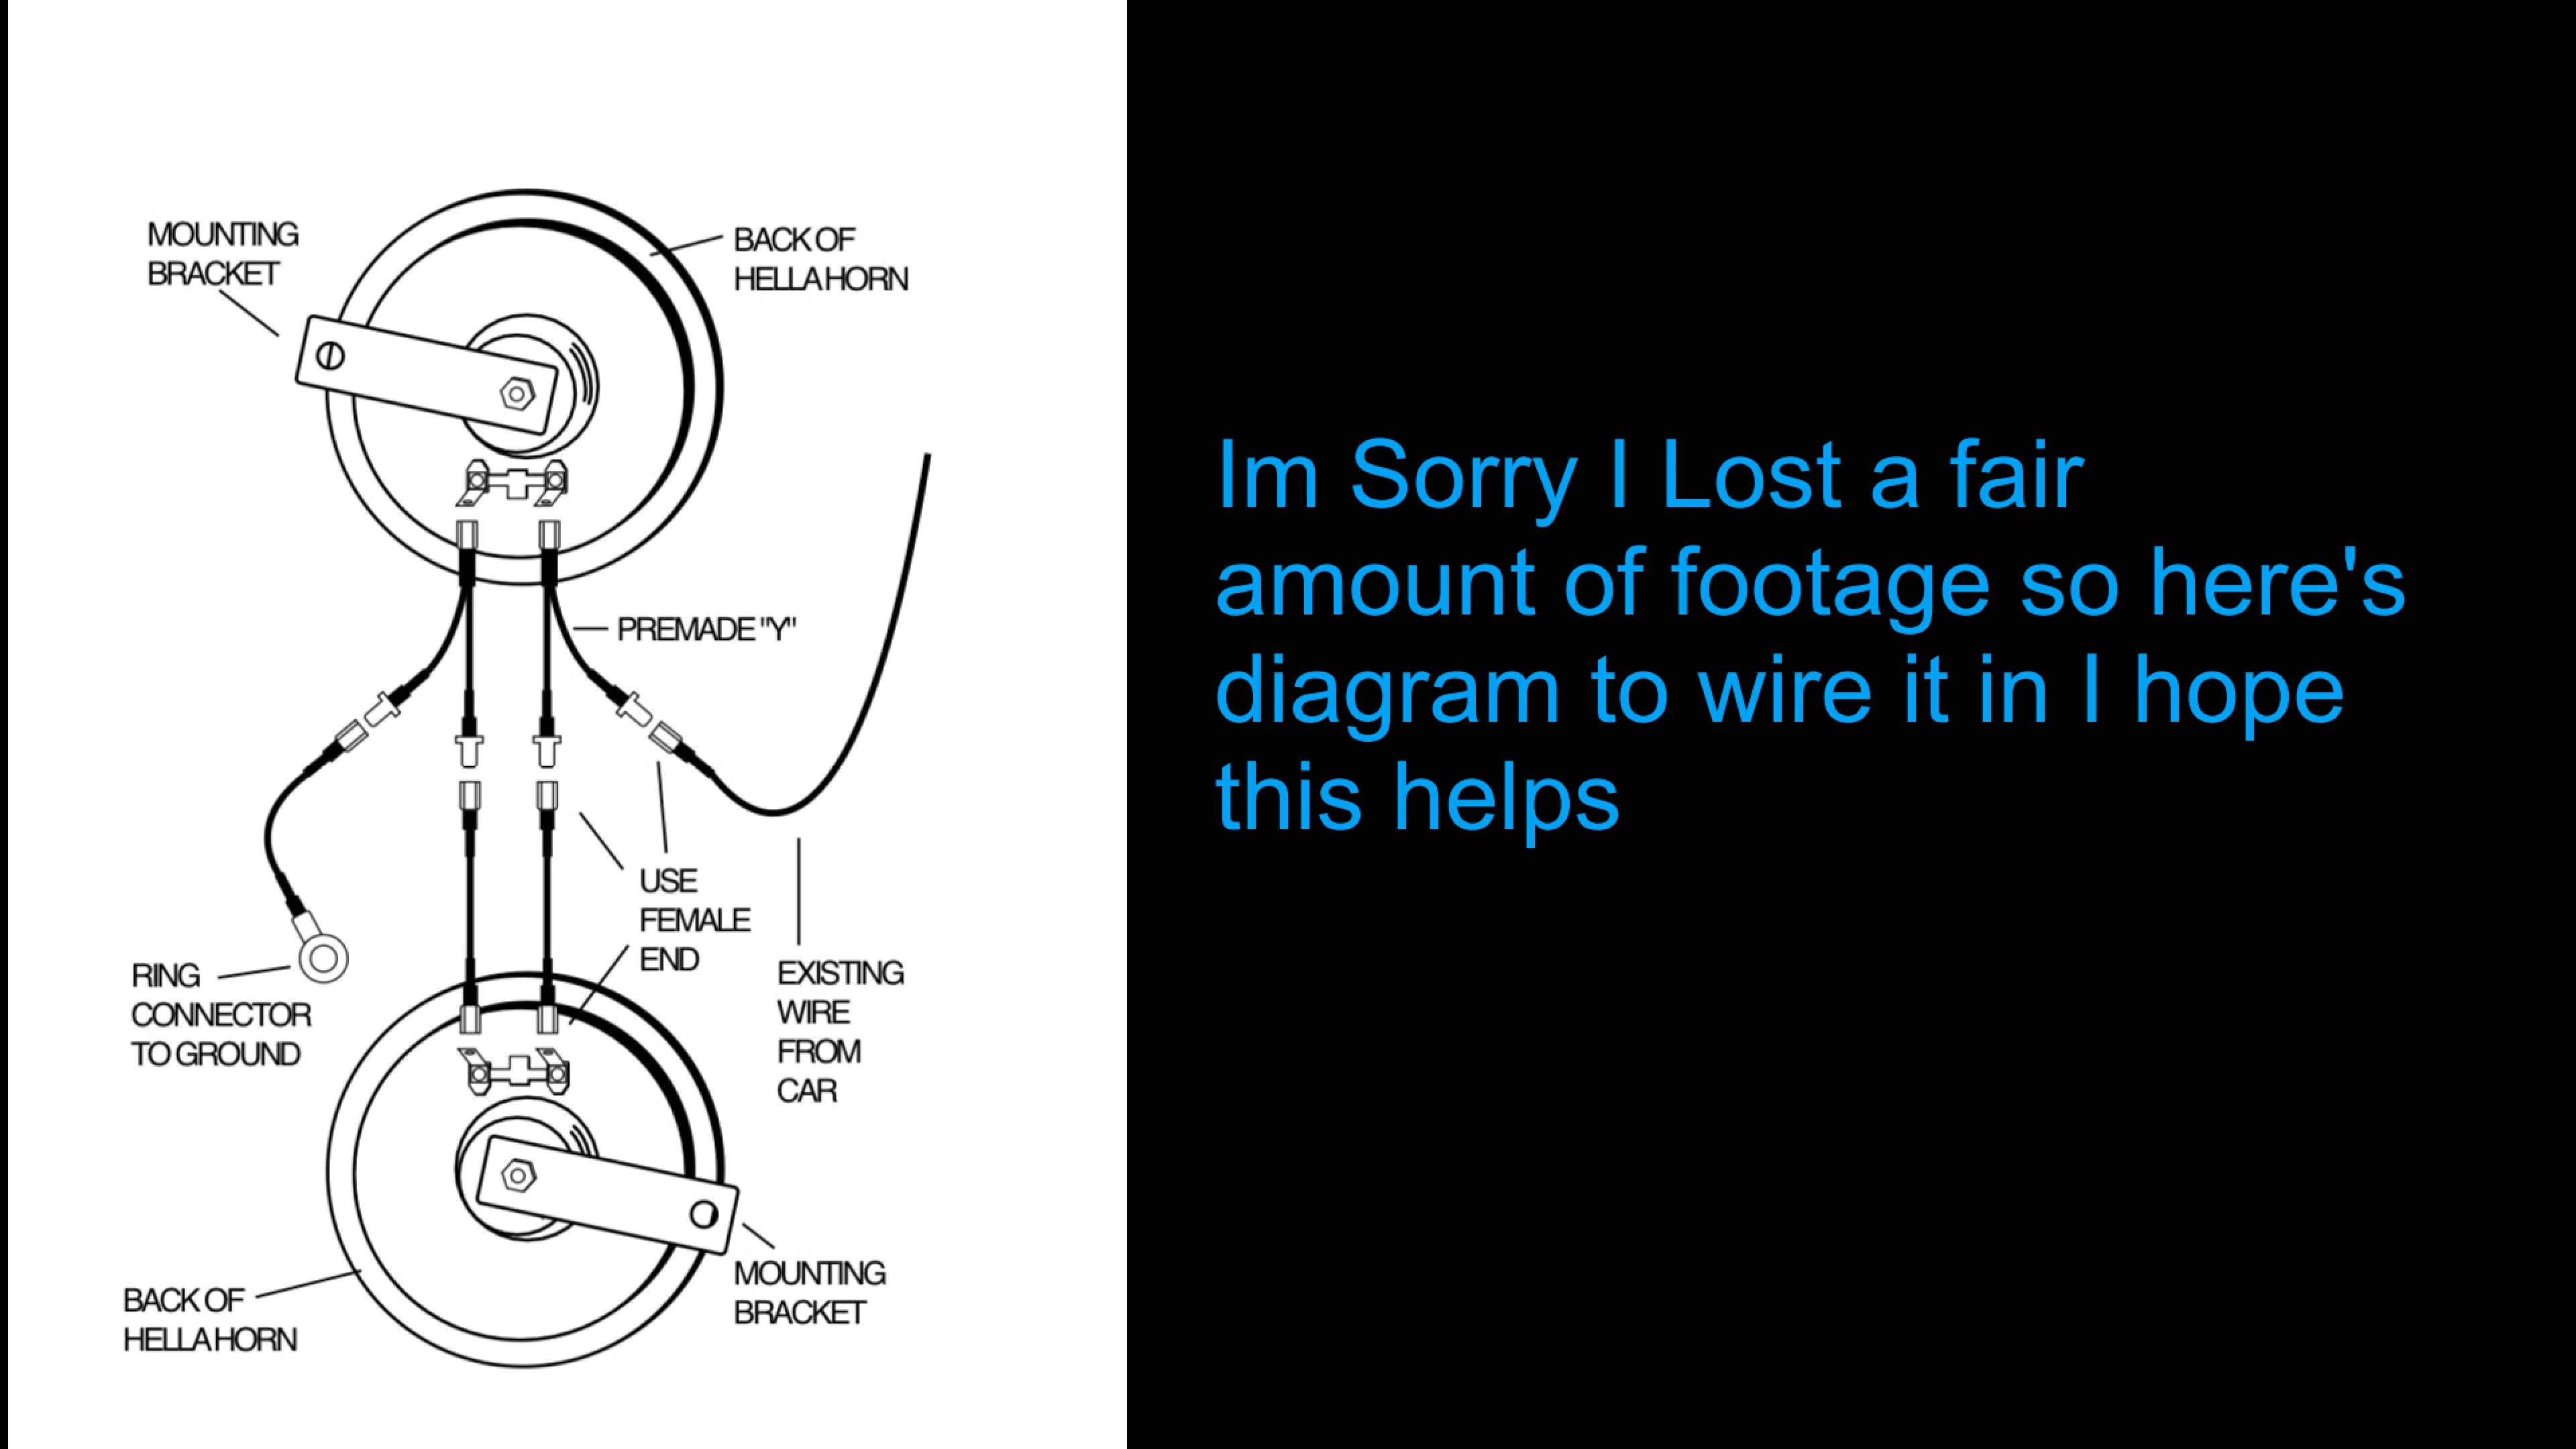 MOUNTING
BRACKET
BACK OF
HELLA HORN
PREMADE "Y"
USE
FEMALE
END
EXISTING
WIRE
FROM
CAR
RING
CONNECTOR
TO GROUND
MOUNTING
BRACKET
BACK OF
HELLA HORN
Im Sorry I Lost a fair
amount of footage so here's
diagram to wire it in I hope
this helps